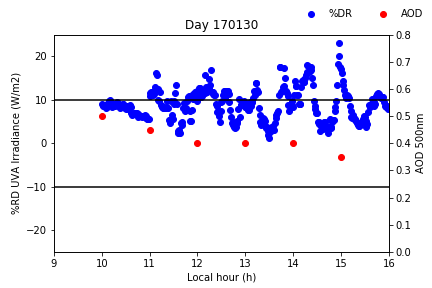 %DR AOD
Day 170130
%RD UVA Irradiance (W/m2)
20
10
0
−10
−20
0.8
0.7
0.6
0.5
0.4
0.3
0.2
0.1
0.0
AOD 500nm
9 10 11 12 13 14 15 16
Local hour (h)